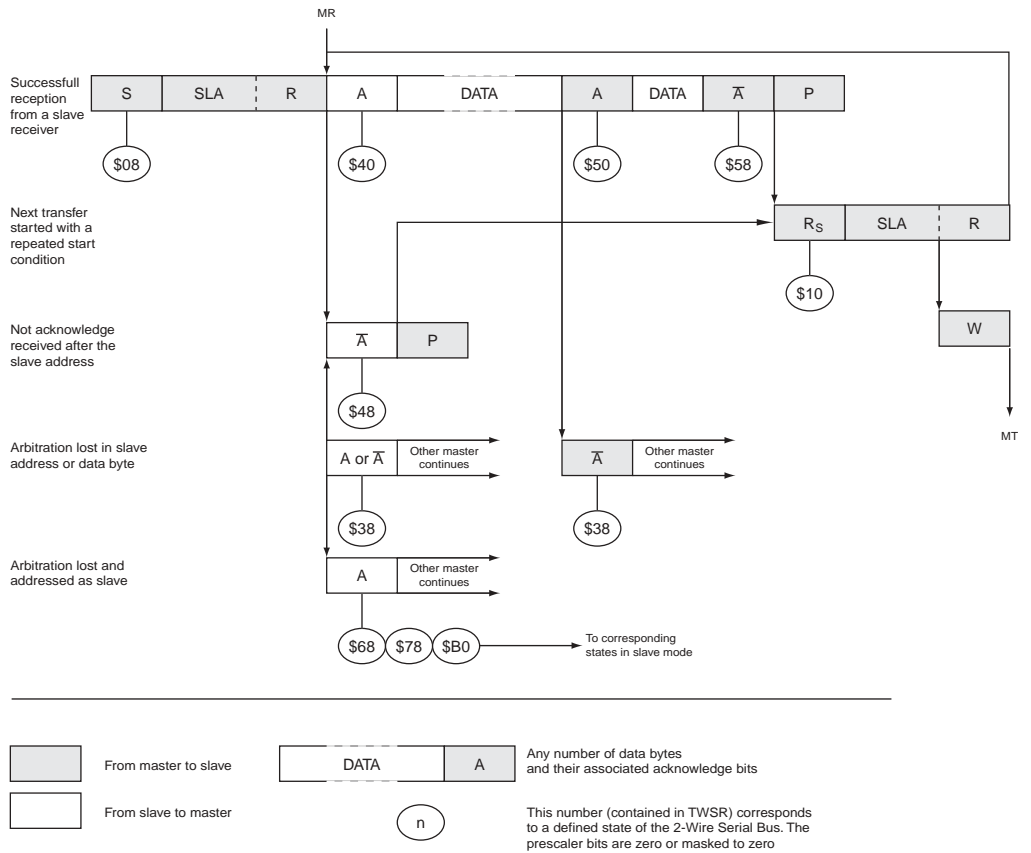 MR
Successfull
reception
from a slave
receiver
S SLA R A DATA A DATA A̅ P
$08 $40 $50 $58
Next transfer
started with a
repeated start
condition
RS SLA R
$10
W
MT
Not acknowledge
received after the
slave address
A̅ P
$48
Arbitration lost in slave
address or data byte
A or A̅
Other master
continues
A̅
Other master
continues
$38 $38
Arbitration lost and
addressed as slave
A
Other master
continues
$68 $78 $B0
To corresponding
states in slave mode
From master to slave
DATA A
Any number of data bytes
and their associated acknowledge bits
From slave to master
n
This number (contained in TWSR) corresponds
to a defined state of the 2-Wire Serial Bus. The
prescaler bits are zero or masked to zero